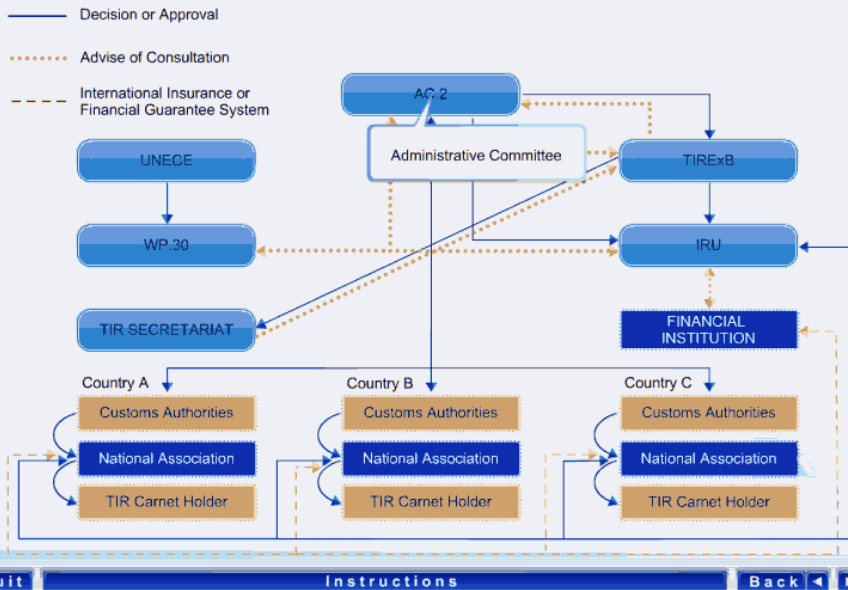 Decision or Approval
Advise of Consultation
International Insurance or
Financial Guarantee System
AC.2
Administrative Committee
UNECE
TIRExB
WP.30
IRU
TIR SECRETARIAT
FINANCIAL
INSTITUTION
Country A
Country B
Country C
Customs Authorities
Customs Authorities
Customs Authorities
National Association
National Association
National Association
TIR Carnet Holder
TIR Carnet Holder
TIR Carnet Holder
uit
Instructions
Back